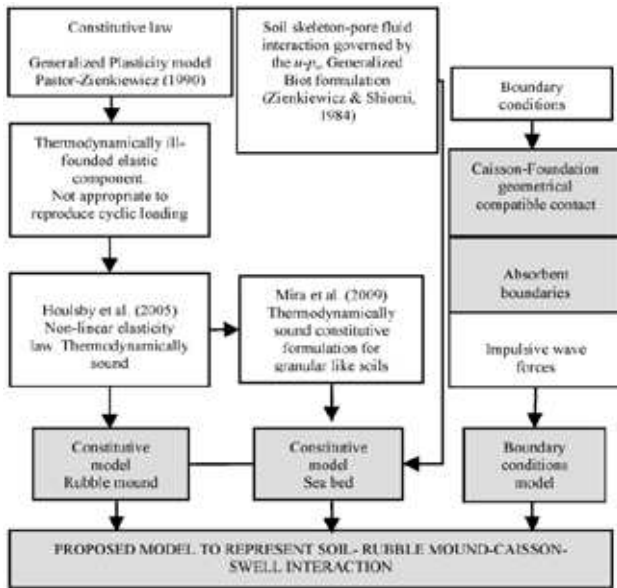 Constitutive law
Generalized Plasticity model
Pastor-Zienkiewicz (1990)
Thermodynamically ill-
founded elastic
component.
Not appropriate to
reproduce cyclic loading
Houlsby et al. (2005)
Non-linear elasticity
law. Thermodynamically
sound
Constitutive
model
Rubble mound
Soil skeleton-pore fluid
interaction governed by
the u-pw Generalized
Biot formulation
(Zienkiewicz & Shiomi,
1984)
Mira et al. (2009)
Thermodynamically
sound constitutive
formulation for
granular like soils
Constitutive
model
Sea bed
Boundary
conditions
Caisson-Foundation
geometrical
compatible contact
Absorbent
boundaries
Impulsive wave
forces
Boundary
conditions
model
PROPOSED MODEL TO REPRESENT SOIL- RUBBLE MOUND-CAISSON-
SWELL INTERACTION